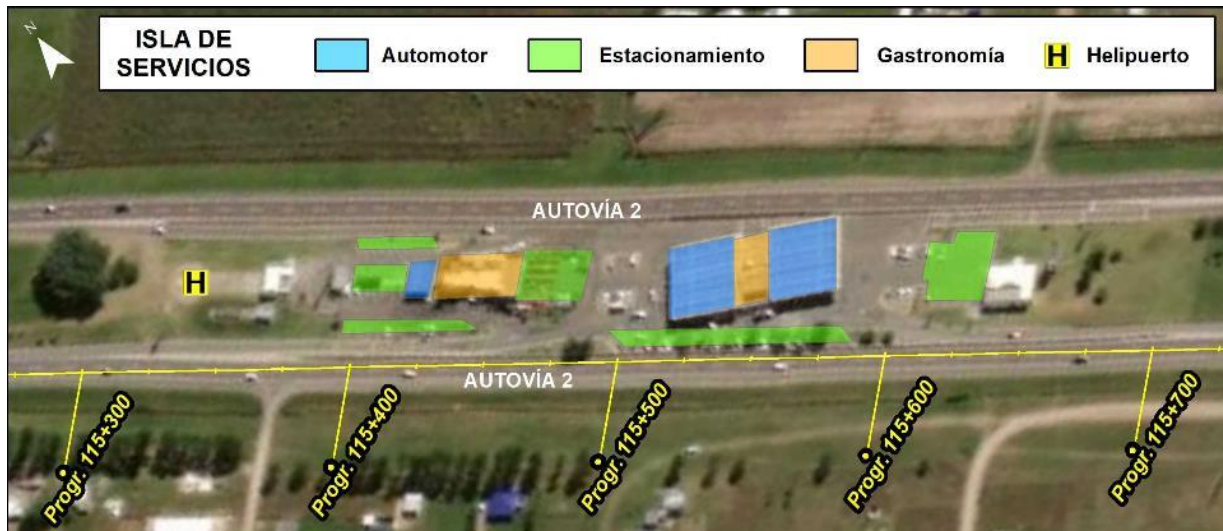 N
ISLA DE
SERVICIOS
Automotor
Estacionamiento
Gastronomía
H Helipuerto
AUTOVÍA 2
H
AUTOVÍA 2
Progr. 115+300
Progr. 115+400
Progr. 115+500
Progr. 115+600
Progr. 115+700